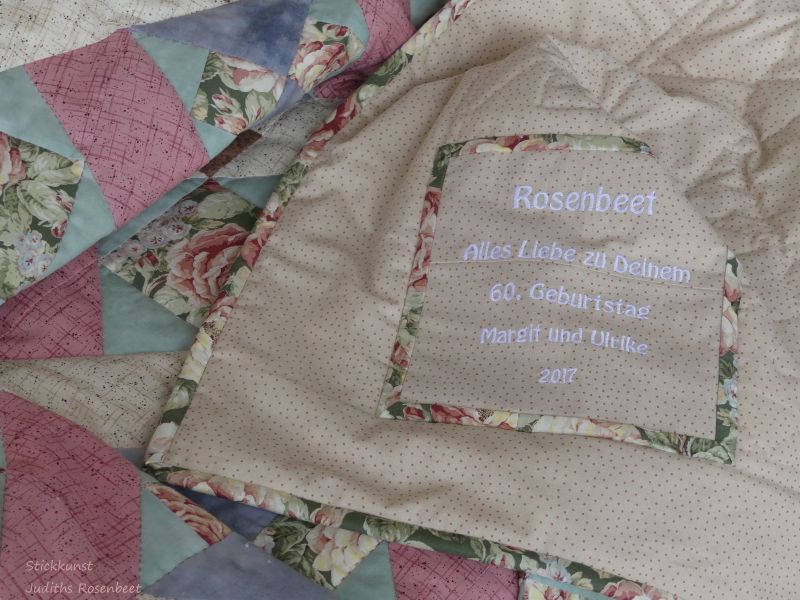 Rosenbeet
Alles Liebe zu Deinem
60. Geburtstag
Margit und Ulrike
2017
Stickkunst
Judiths Rosenbeet